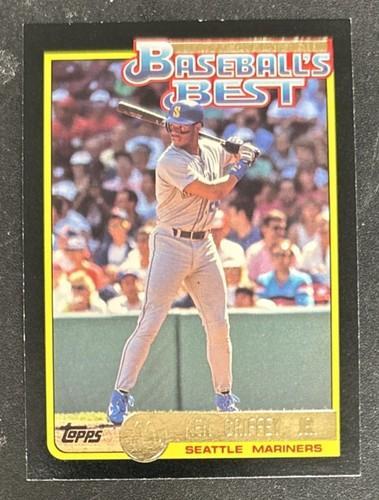 BASEBALL'S
BEST
S
TOPPS
KEN GRIFFEY JR.
SEATTLE MARINERS